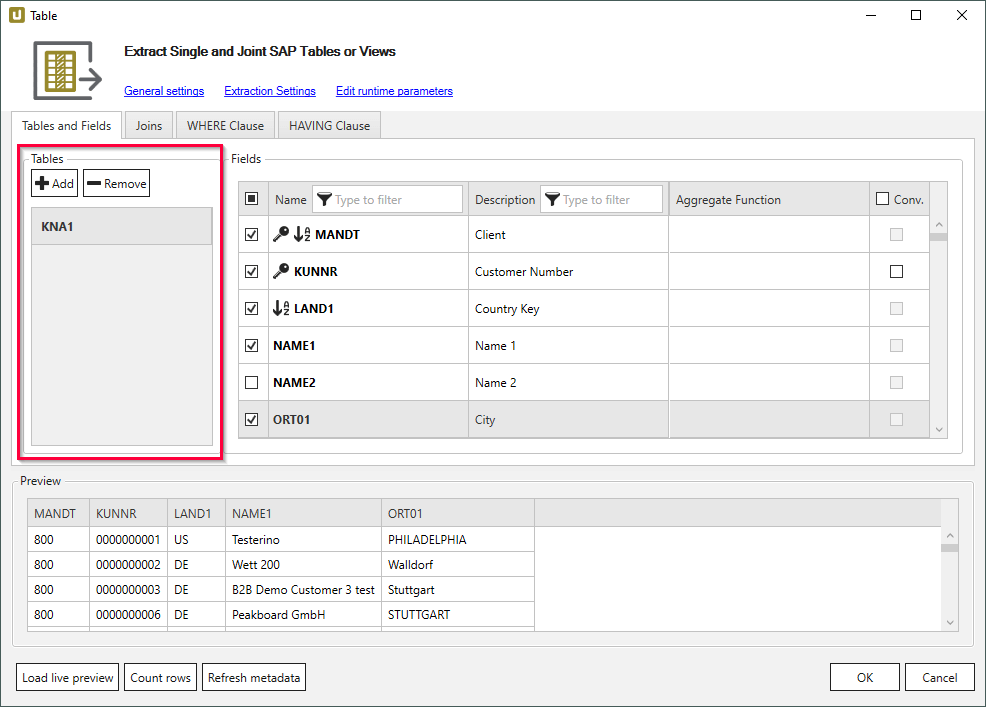 Table
Extract Single and Joint SAP Tables or Views
General settings Extraction Settings Edit runtime parameters
Tables and Fields Joins WHERE Clause HAVING Clause
Tables
Add Remove
KNA1
Fields
Name Type to filter Description Type to filter Aggregate Function Conv.
MANDT Client
KUNNR Customer Number
LAND1 Country Key
NAME1 Name 1
NAME2 Name 2
ORT01 City
Preview
MANDT KUNNR LAND1 NAME1 ORT01
800 0000000001 US Testerino PHILADELPHIA
800 0000000002 DE Wett 200 Walldorf
800 0000000003 DE B2B Demo Customer 3 test Stuttgart
800 0000000006 DE Peakboard GmbH STUTTGART
Load live preview Count rows Refresh metadata OK Cancel